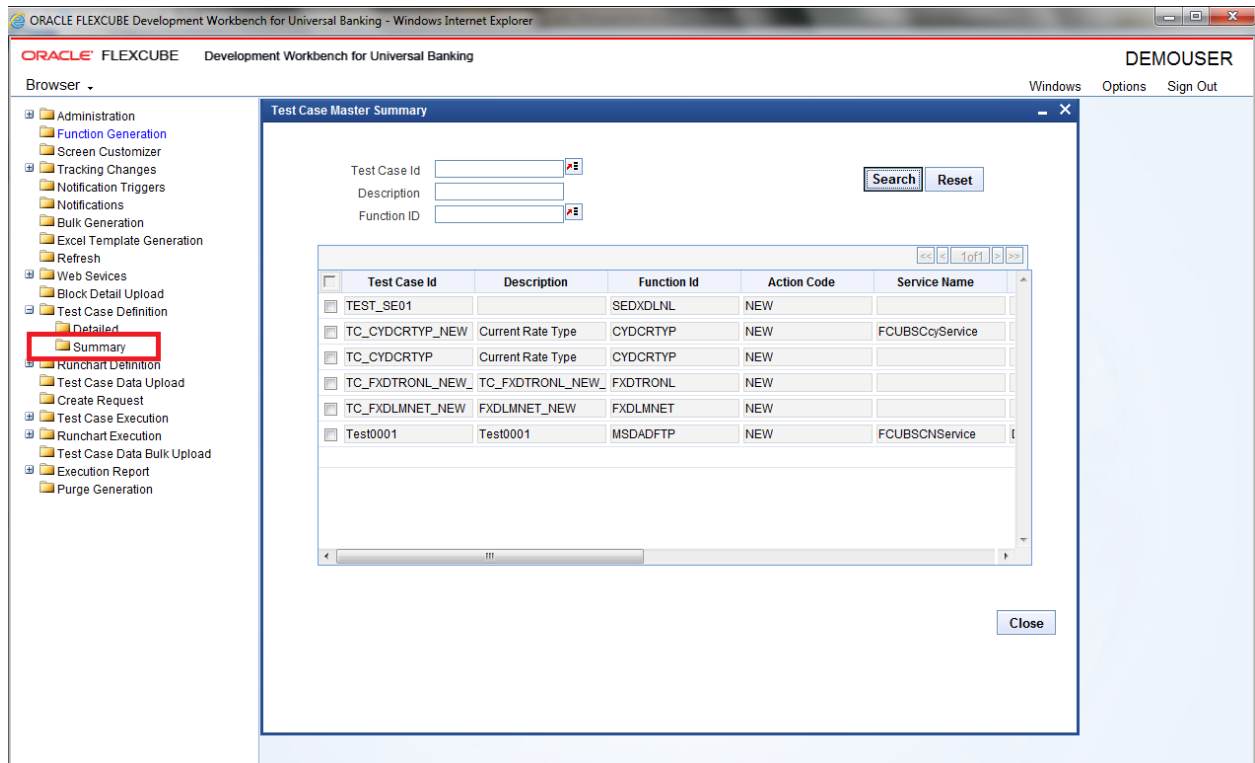 ORACLE FLEXCUBE Development Workbench for Universal Banking - Windows Internet Explorer
ORACLE FLEXCUBE Development Workbench for Universal Banking
DEMOUSER
Browser
Windows Options Sign Out
Administration
Function Generation
Screen Customizer
Tracking Changes
Notification Triggers
Notifications
Bulk Generation
Excel Template Generation
Refresh
Web Sevices
Block Detail Upload
Test Case Definition
Detailed
Summary
Runchart Definition
Test Case Data Upload
Create Request
Test Case Execution
Runchart Execution
Test Case Data Bulk Upload
Execution Report
Purge Generation
Test Case Master Summary
Test Case Id
Description
Function ID
Search Reset
<< < 1of1 > >>
Test Case Id Description Function Id Action Code Service Name
TEST_SE01 SEDXDLNL NEW
TC_CYDCRTYP_NEW Current Rate Type CYDCRTYP NEW FCUBSCcyService
TC_CYDCRTYP Current Rate Type CYDCRTYP NEW
TC_FXDTRONL_NEW_ TC_FXDTRONL_NEW_ FXDTRONL NEW
TC_FXDLMNET_NEW FXDLMNET_NEW FXDLMNET NEW
Test0001 Test0001 MSDADFTP NEW FCUBSCNService
Close